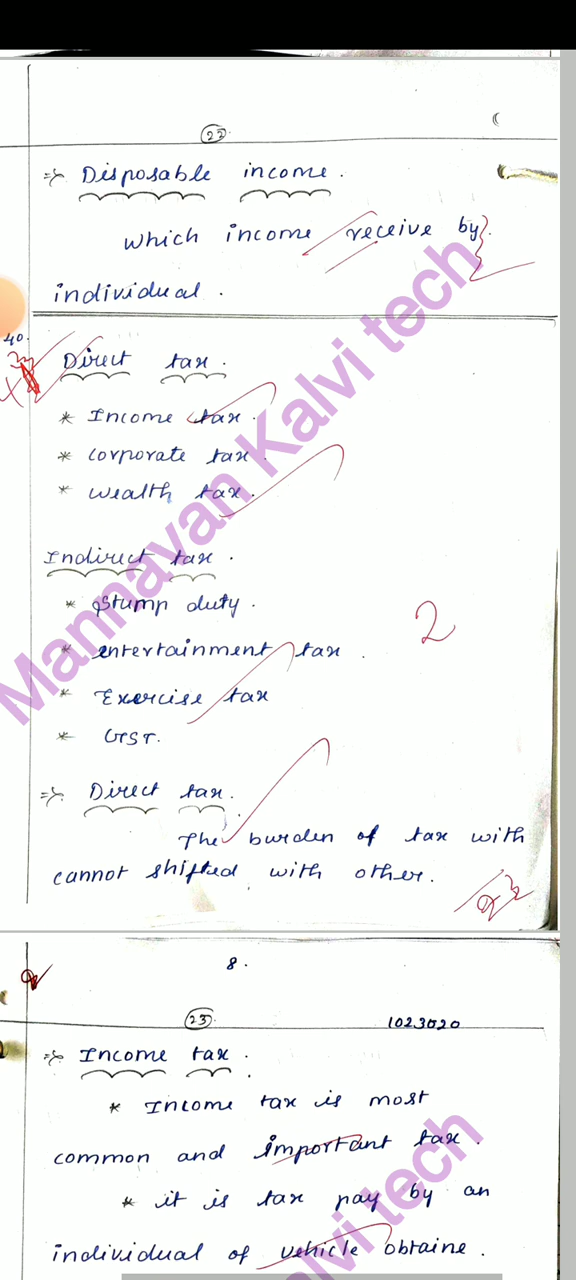 22
⇒ Disposable income.
which income receive by
individual.
40.
Direct tax.
* Income tax.
* corporate tax
* wealth tax.
Indirect tax.
* Stump duty.
* entertainment tax.
* Exercise tax
* GST.
2
⇒ Direct tax.
The burden of tax with
cannot shifted with other.
8.
23
1023020
⇒ Income tax.
* Income tax is most
common and important tax.
* it is tax pay by an
individual of vehicle obtaine.
Mannavan Kalvi tech